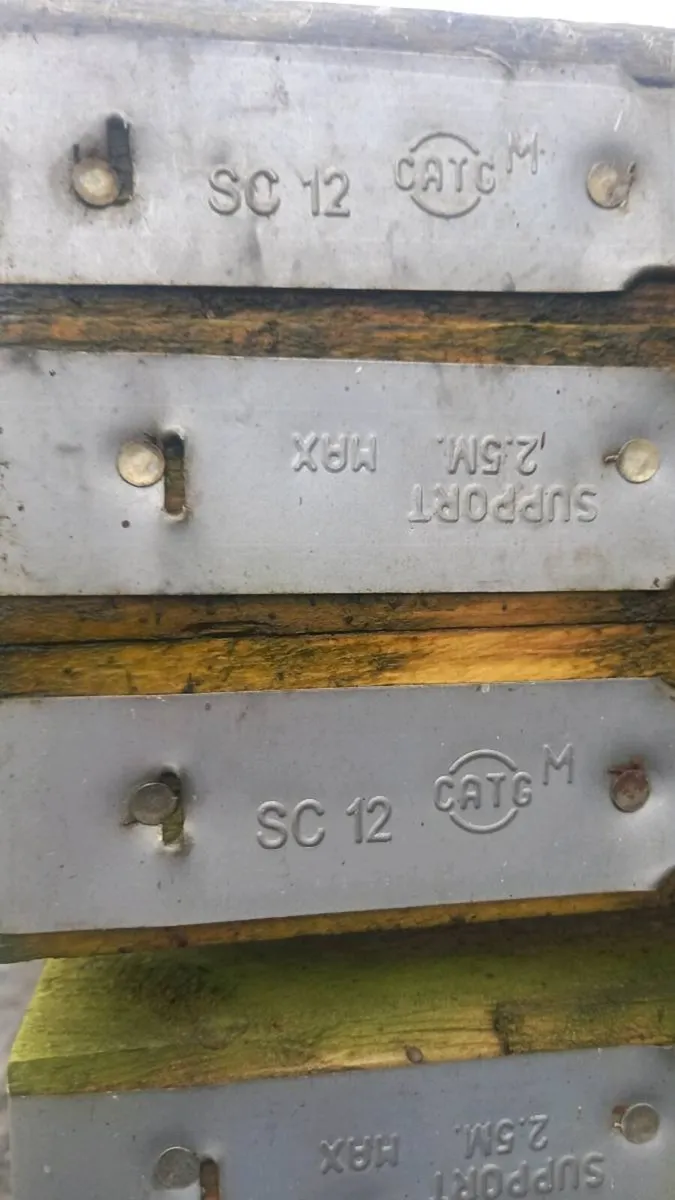 SC 12 CATG M
SUPPORT
2.5M. MAX
SC 12 CATG M
SUPPORT
2.5M. MAX